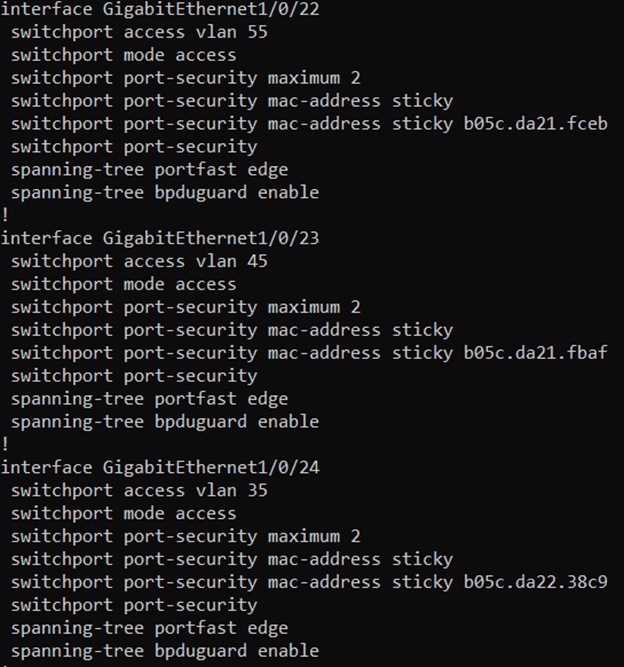 interface GigabitEthernet1/0/22
switchport access vlan 55
switchport mode access
switchport port-security maximum 2
switchport port-security mac-address sticky
switchport port-security mac-address sticky b05c.da21.fceb
switchport port-security
spanning-tree portfast edge
spanning-tree bpduguard enable
!
interface GigabitEthernet1/0/23
switchport access vlan 45
switchport mode access
switchport port-security maximum 2
switchport port-security mac-address sticky
switchport port-security mac-address sticky b05c.da21.fbaf
switchport port-security
spanning-tree portfast edge
spanning-tree bpduguard enable
!
interface GigabitEthernet1/0/24
switchport access vlan 35
switchport mode access
switchport port-security maximum 2
switchport port-security mac-address sticky
switchport port-security mac-address sticky b05c.da22.38c9
switchport port-security
spanning-tree portfast edge
spanning-tree bpduguard enable